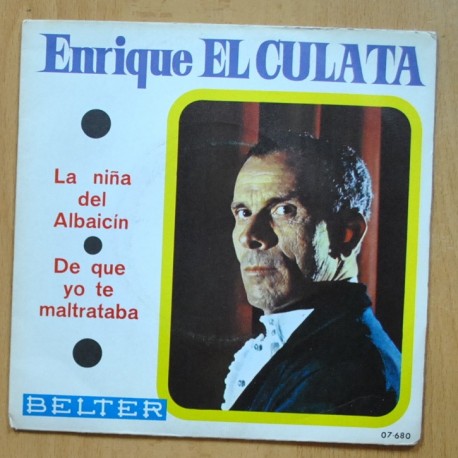 Enrique EL CULATA
La niña
del
Albaicín
De que
yo te
maltrataba
BELTER
07-680